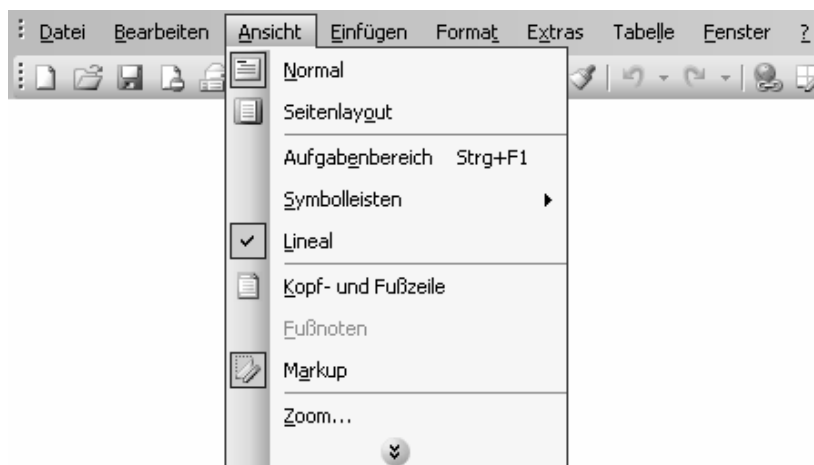 Datei Bearbeiten Ansicht Einfügen Format Extras Tabelle Fenster ?
Normal
Seitenlayout
Aufgabenbereich Strg+F1
Symbolleisten
Lineal
Kopf- und Fußzeile
Fußnoten
Markup
Zoom...